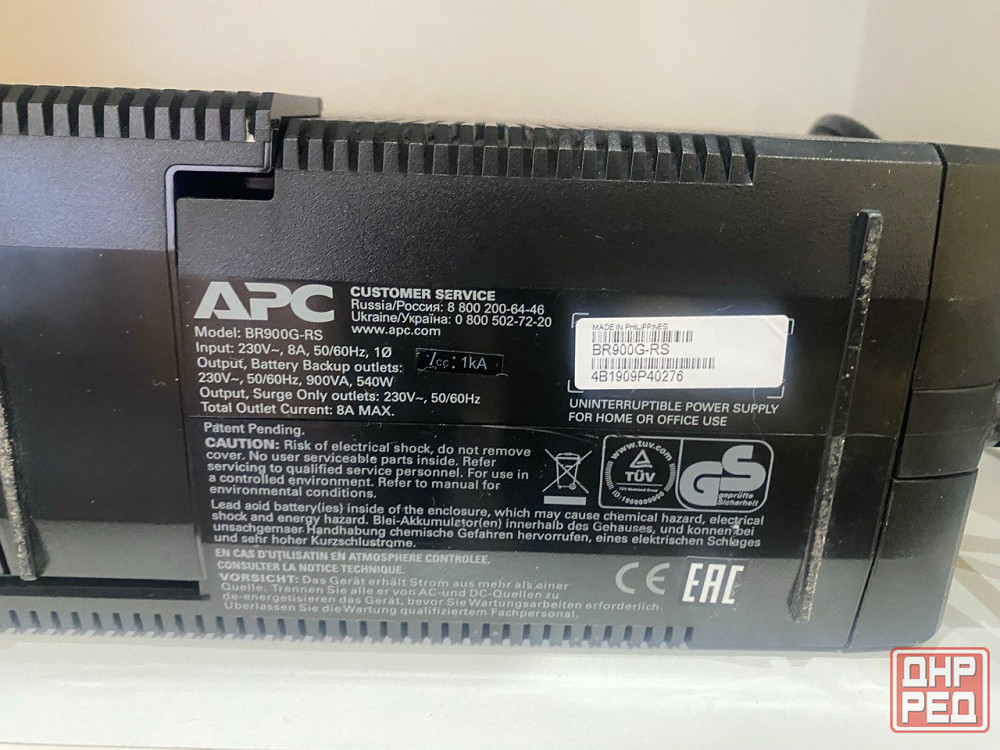 APC
CUSTOMER SERVICE
Russia/Россия: 8 800 200-64-46
Ukraine/Україна: 0 800 502-72-20
www.apc.com
Model: BR900G-RS
Input: 230V~, 8A, 50/60Hz, 1Ø
Output, Battery Backup outlets:
230V~, 50/60Hz, 900VA, 540W
Output, Surge Only outlets: 230V~, 50/60Hz
Total Outlet Current: 8A MAX.
Icc: 1kA
MADE IN PHILIPPINES
BR900G-RS
4B1909P40276
UNINTERRUPTIBLE POWER SUPPLY
FOR HOME OR OFFICE USE
Patent Pending.
CAUTION: Risk of electrical shock, do not remove
cover. No user serviceable parts inside. Refer
servicing to qualified service personnel. For use in
a controlled environment. Refer to manual for
environmental conditions.
www.tuv.com
TÜV
TÜV Rheinland Group
ID:1000000000
GS
geprüfte
Sicherheit
Lead acid battery(ies) inside of the enclosure, which may cause chemical hazard, electrical
shock and energy hazard. Blei-Akkumulator(en) innerhalb des Gehauses, und können bei
unsachgemaer Handhabung chemische Gefahren hervorrufen, eines elektrischen Schlages
und sehr hoher Kurzschlustrqme.
EN CAS D'UTILISATIN EN ATMOSPHERE CONTROLEE,
CONSULTER LA NOTICE TECHNIQUE.
VORSICHT: Das Gerät erhält Strom aus mehr als einer
Quelle. Trennen Sie alle er von AC-und DC-Quellen zu
de-energetisieren das Gerät, bevor Sie Wartungsarbeiten erforderlich.
Überlassen Sie die Wartung qualifiziertem Fachpersonal.
CE EAC
ДНР
РЕД